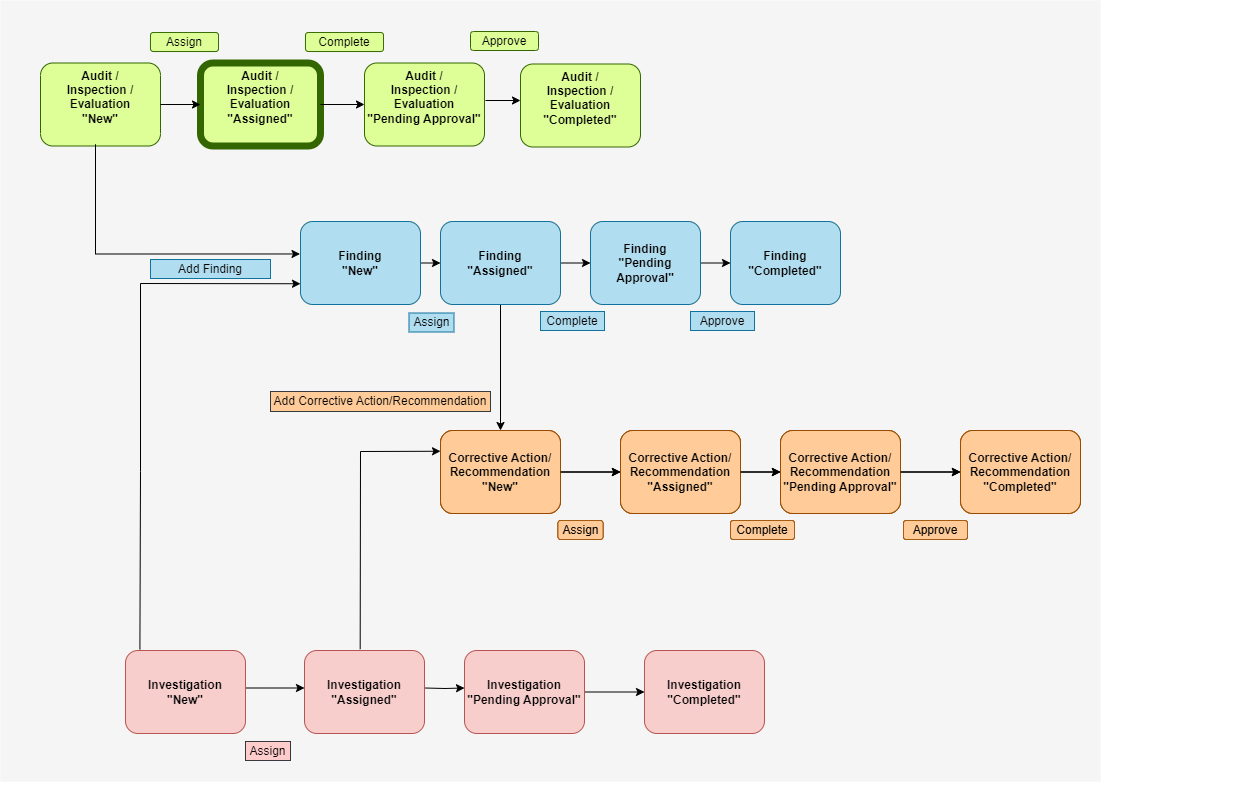 Assign
Complete
Approve
Audit /
Inspection /
Evaluation
"New"
Audit /
Inspection /
Evaluation
"Assigned"
Audit /
Inspection /
Evaluation
"Pending Approval"
Audit /
Inspection /
Evaluation
"Completed"
Finding
"New"
Finding
"Assigned"
Finding
"Pending
Approval"
Finding
"Completed"
Add Finding
Assign
Complete
Approve
Add Corrective Action/Recommendation
Corrective Action/
Recommendation
"New"
Corrective Action/
Recommendation
"Assigned"
Corrective Action/
Recommendation
"Pending Approval"
Corrective Action/
Recommendation
"Completed"
Assign
Complete
Approve
Investigation
"New"
Investigation
"Assigned"
Investigation
"Pending Approval"
Investigation
"Completed"
Assign